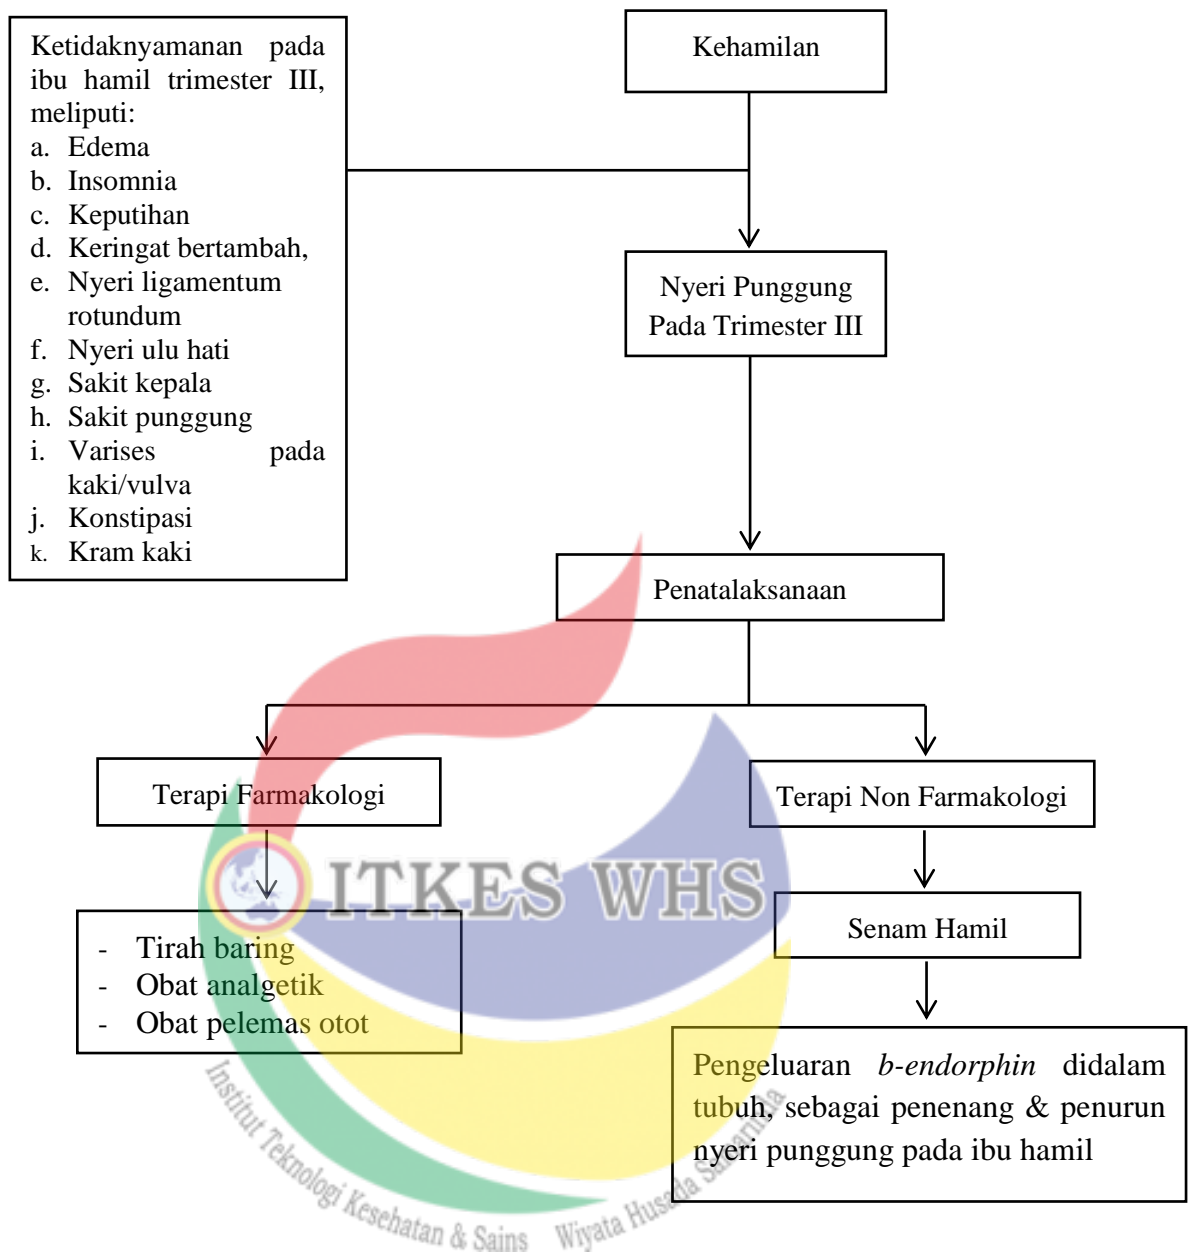 Ketidaknyamanan pada
ibu hamil trimester III,
meliputi:
a. Edema
b. Insomnia
c. Keputihan
d. Keringat bertambah,
e. Nyeri ligamentum
rotundum
f. Nyeri ulu hati
g. Sakit kepala
h. Sakit punggung
i. Varises pada
kaki/vulva
j. Konstipasi
k. Kram kaki
Kehamilan
Nyeri Punggung
Pada Trimester III
Penatalaksanaan
Terapi Farmakologi
Terapi Non Farmakologi
ITKES WHS
- Tirah baring
- Obat analgetik
- Obat pelemas otot
Senam Hamil
Pengeluaran b-endorphin didalam
tubuh, sebagai penenang & penurun
nyeri punggung pada ibu hamil
Institut Teknologi Kesehatan & Sains Wiyata Husada Samarinda